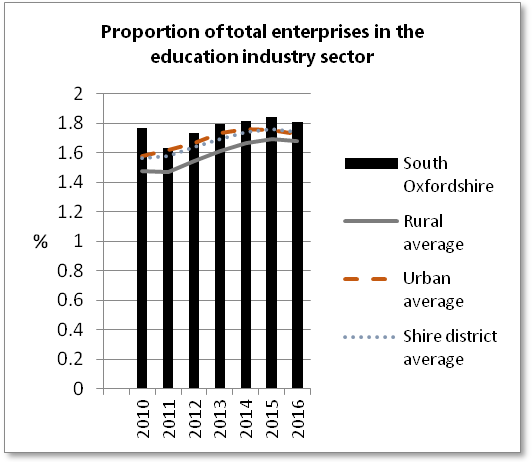 Proportion of total enterprises in the
education industry sector
2
1.8
1.6
1.4
1.2
1
0.8
0.6
0.4
0.2
0
%
2010
2011
2012
2013
2014
2015
2016
South
Oxfordshire
Rural
average
Urban
average
Shire district
average